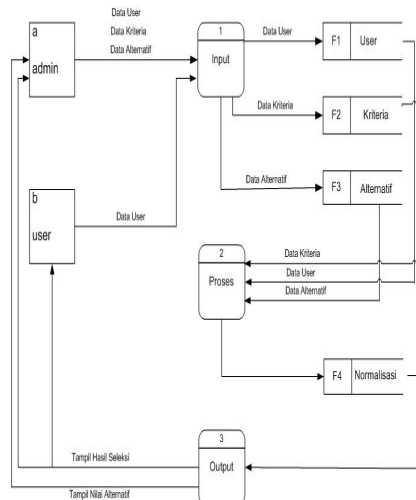 Data User
Data Kriteria
Data Alternatif
a
admin
1
Input
Data User
F1 User
Data Kriteria
F2 Kriteria
Data Alternatif
F3 Alternatif
b
user
Data User
2
Proses
Data Kriteria
Data User
Data Alternatif
F4 Normalisasi
3
Output
Tampil Hasil Seleksi
Tampil Nilai Alternatif